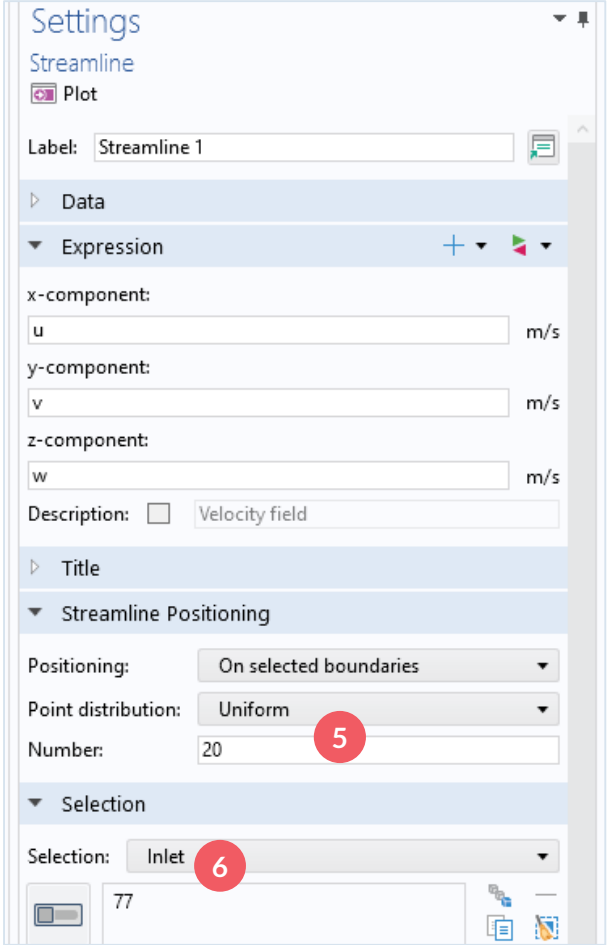 Settings
Streamline
Plot
Label: Streamline 1
Data
Expression
x-component:
u m/s
y-component:
v m/s
z-component:
w m/s
Description: Velocity field
Title
Streamline Positioning
Positioning: On selected boundaries
Point distribution: Uniform
5
Number: 20
Selection
Selection: Inlet
6
77